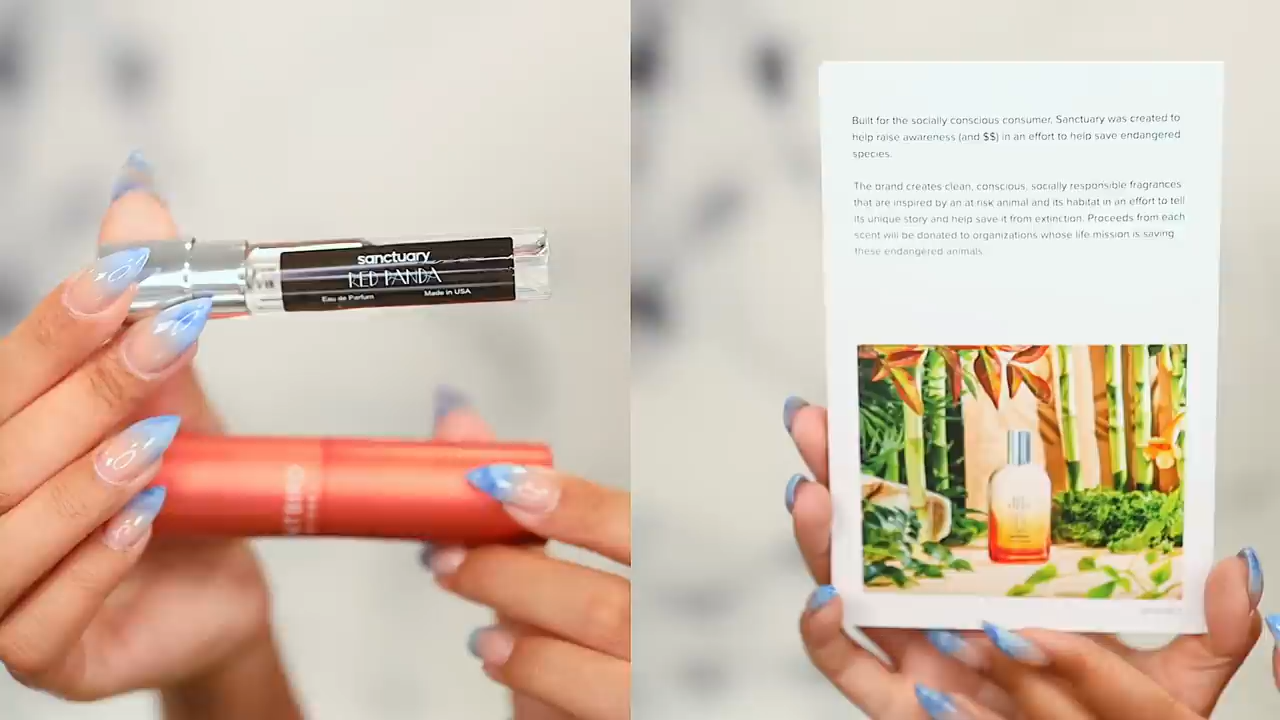 sanctuary
RED PANDA
Eau de Parfum Made in USA
Built for the socially conscious consumer, Sanctuary was created to
help raise awareness (and $$) in an effort to help save endangered
species.
The brand creates clean, conscious, socially responsible fragrances
that are inspired by an at-risk animal and its habitat in an effort to tell
its unique story and help save it from extinction. Proceeds from each
scent will be donated to organizations whose life mission is saving
these endangered animals.